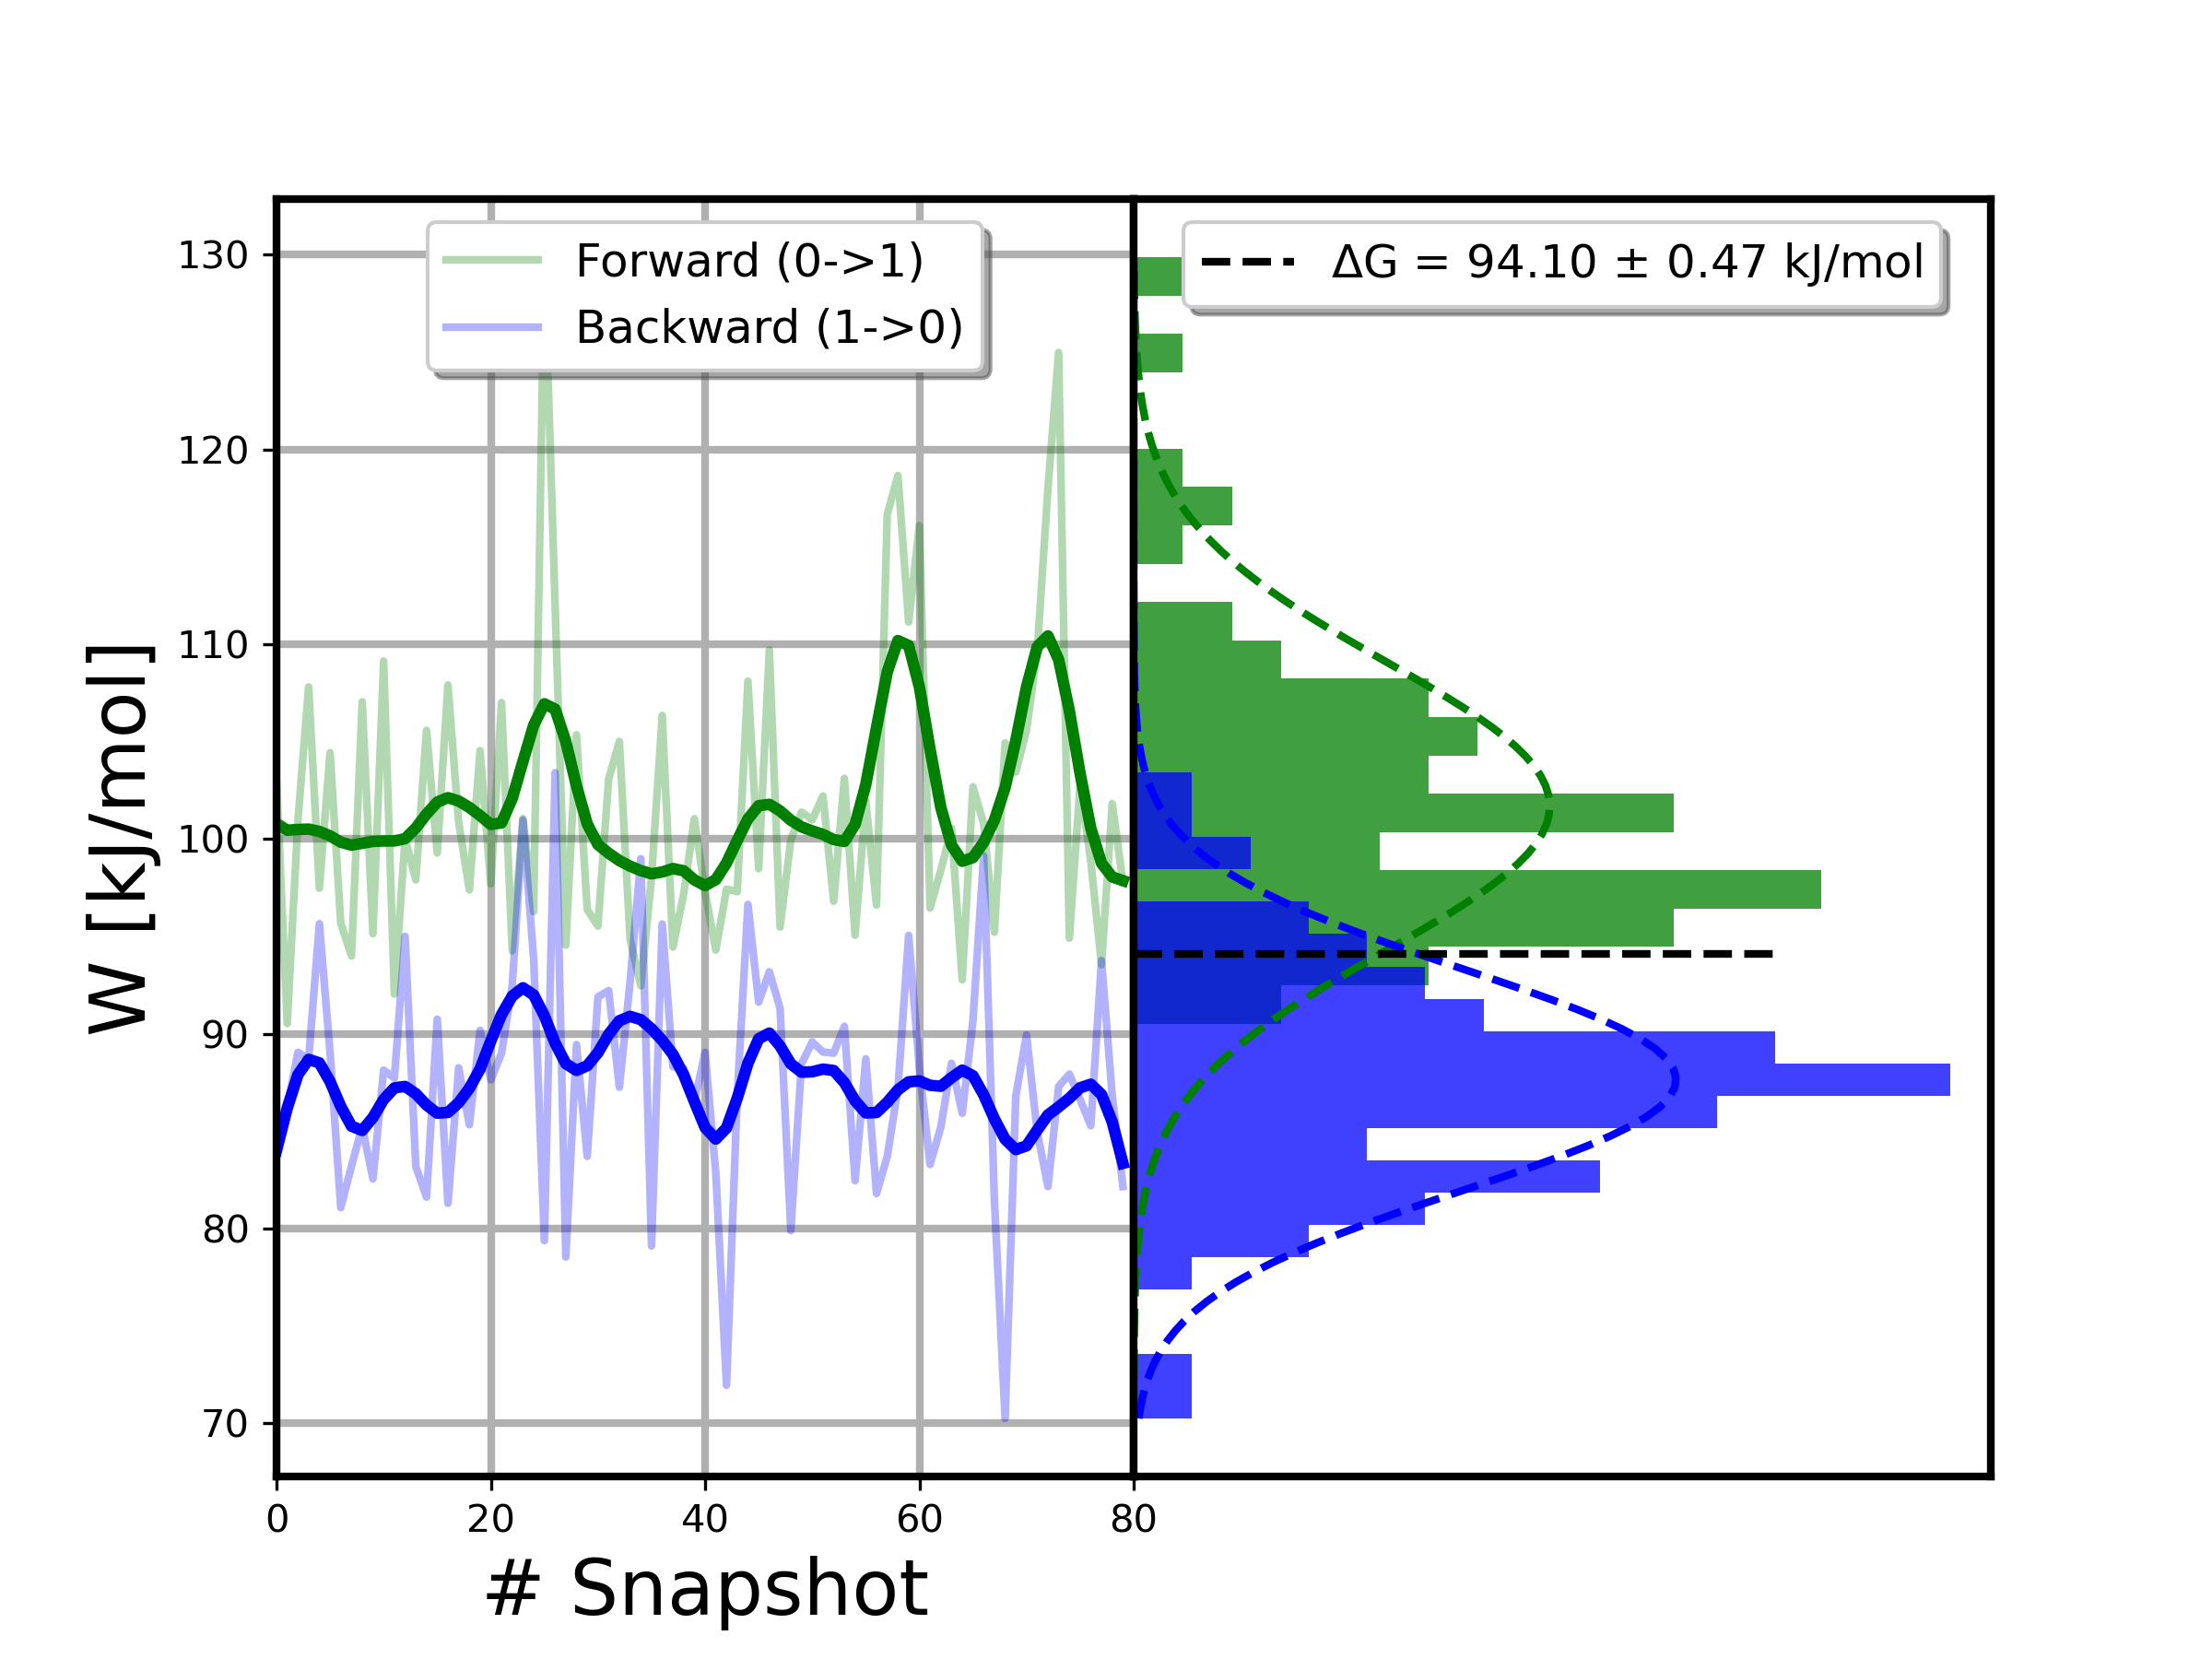 Forward (0->1)
Backward (1->0)
ΔG = 94.10 ± 0.47 kJ/mol
W [kJ/mol]
130
120
110
100
90
80
70
0 20 40 60 80
# Snapshot